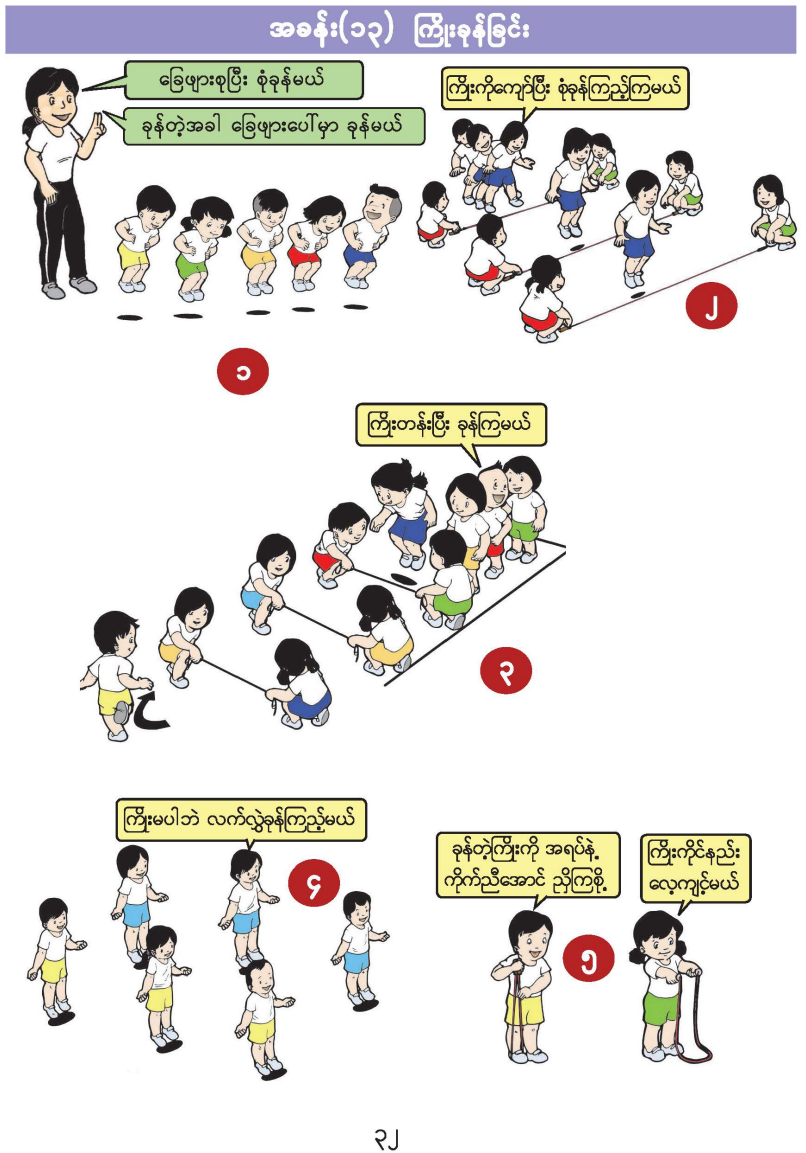 အခန်း(၁၃) ကြိုးခုန်ခြင်း
ခြေဖျားစုပြီး စုံခုန်မယ်
ခုန်တဲ့အခါ ခြေဖျားပေါ်မှာ ခုန်မယ်
ကြိုးကိုကျော်ပြီး စုံခုန်ကြည့်ကြမယ်
၁
၂
ကြိုးတန်းပြီး ခုန်ကြမယ်
၃
ကြိုးမပါဘဲ လက်လွှဲခုန်ကြည့်မယ်
၄
ခုန်တဲ့ကြိုးကို အရပ်နဲ့
ကိုက်ညီအောင် ညှိကြစို့
၅
ကြိုးကိုင်နည်း
လေ့ကျင့်မယ်
၃၂